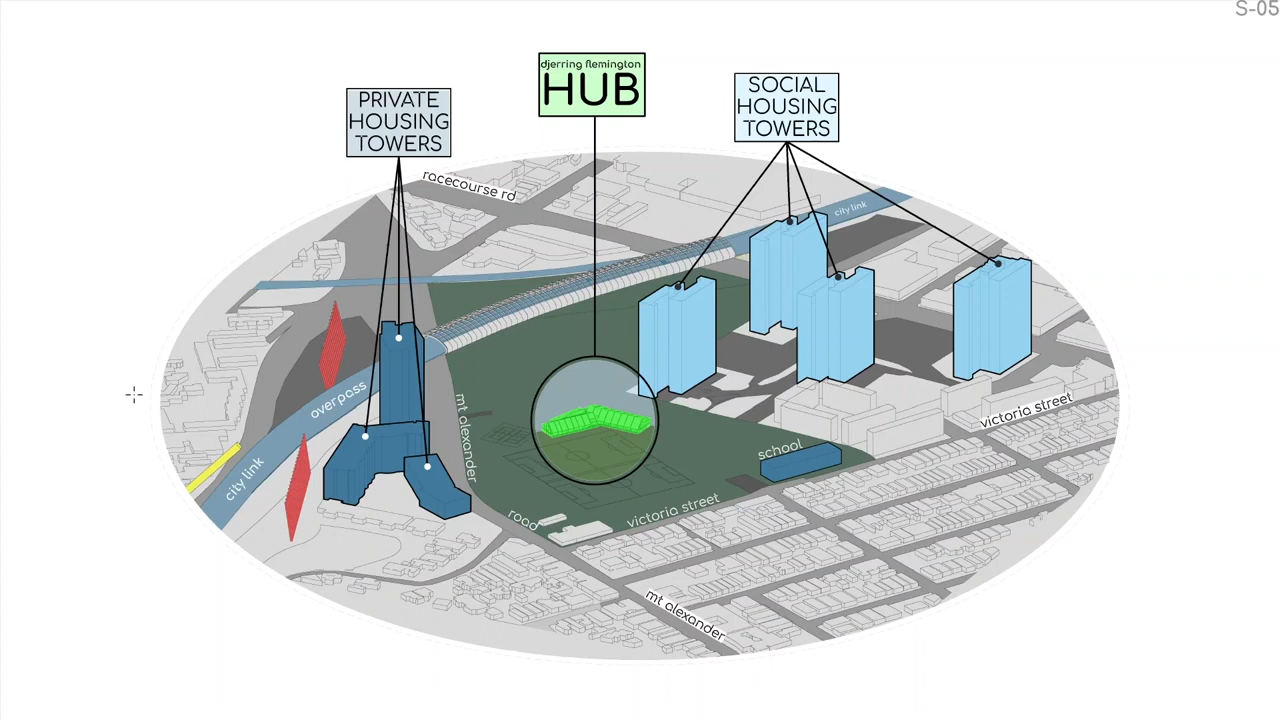 S-05
djerring flemington
HUB
PRIVATE
HOUSING
TOWERS
SOCIAL
HOUSING
TOWERS
racecourse rd
city link
overpass
mt alexander
city link
victoria street
school
road
victoria street
mt alexander